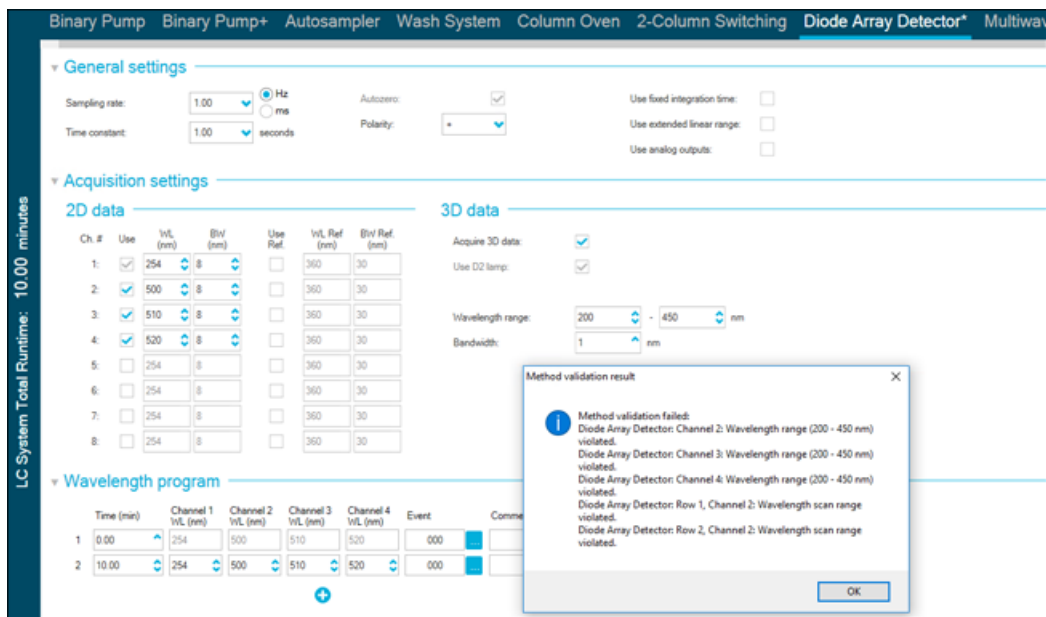 Binary Pump Binary Pump+ Autosampler Wash System Column Oven 2-Column Switching Diode Array Detector* Multiwav
General settings
Sampling rate: 1.00 Hz ms
Autozero:
Use fixed integration time:
Time constant: 1.00 seconds
Polarity: +
Use extended linear range:
Use analog outputs:
Acquisition settings
2D data
Ch. # Use WL (nm) BW (nm) Use Ref. WL Ref (nm) BW Ref. (nm)
1: 254 8 360 30
2: 500 8 360 30
3: 510 8 360 30
4: 520 8 360 30
5: 254 8 360 30
6: 254 8 360 30
7: 254 8 360 30
8: 254 8 360 30
3D data
Acquire 3D data:
Use D2 lamp:
Wavelength range: 200 - 450 nm
Bandwidth: 1 nm
Wavelength program
Time (min) Channel 1 WL (nm) Channel 2 WL (nm) Channel 3 WL (nm) Channel 4 WL (nm) Event Comme
1 0.00 254 500 510 520 000 ...
2 10.00 254 500 510 520 000 ...
Method validation result
Method validation failed:
Diode Array Detector: Channel 2: Wavelength range (200 - 450 nm)
violated.
Diode Array Detector: Channel 3: Wavelength range (200 - 450 nm)
violated.
Diode Array Detector: Channel 4: Wavelength range (200 - 450 nm)
violated.
Diode Array Detector: Row 1, Channel 2: Wavelength scan range
violated.
Diode Array Detector: Row 2, Channel 2: Wavelength scan range
violated.
OK
LC System Total Runtime: 10.00 minutes